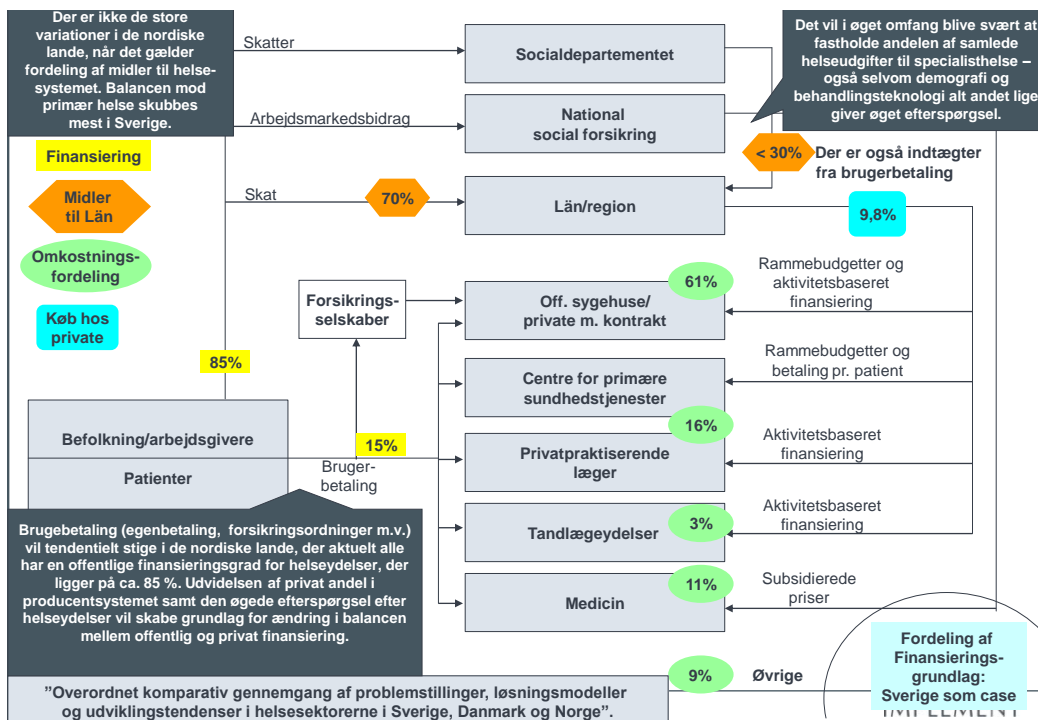 Der er ikke de store
variationer i de nordiske
lande, når det gælder
fordeling af midler til helse-
systemet. Balancen mod
primær helse skubbes
mest i Sverige.
Skatter
Socialdepartementet
Det vil i øget omfang blive svært at
fastholde andelen af samlede
helseudgifter til specialisthelse –
også selvom demografi og
behandlingsteknologi alt andet lige
giver øget efterspørgsel.
Arbejdsmarkedsbidrag
National
social forsikring
Finansiering
< 30%
Der er også indtægter
fra brugerbetaling
Midler
til Län
Skat
70%
Län/region
9,8%
Omkostnings-
fordeling
Køb hos
private
Forsikrings-
selskaber
61%
Off. sygehuse/
private m. kontrakt
Rammebudgetter og
aktivitetsbaseret
finansiering
85%
Centre for primære
sundhedstjenester
Rammebudgetter og
betaling pr. patient
Befolkning/arbejdsgivere
Patienter
15%
Bruger-
betaling
16%
Privatpraktiserende
læger
Aktivitetsbaseret
finansiering
Brugebetaling (egenbetaling, forsikringsordninger m.v.)
vil tendentielt stige i de nordiske lande, der aktuelt alle
har en offentlige finansieringsgrad for helseydelser, der
ligger på ca. 85 %. Udvidelsen af privat andel i
producentsystemet samt den øgede efterspørgsel efter
helseydelser vil skabe grundlag for ændring i balancen
mellem offentlig og privat finansiering.
Tandlægeydelser
3%
Aktivitetsbaseret
finansiering
11%
Medicin
Subsidierede
priser
9%
Øvrige
Fordeling af
Finansierings-
grundlag:
Sverige som case
IMPLEMENT
”Overordnet komparativ gennemgang af problemstillinger, løsningsmodeller
og udviklingstendenser i helsesektorerne i Sverige, Danmark og Norge”.